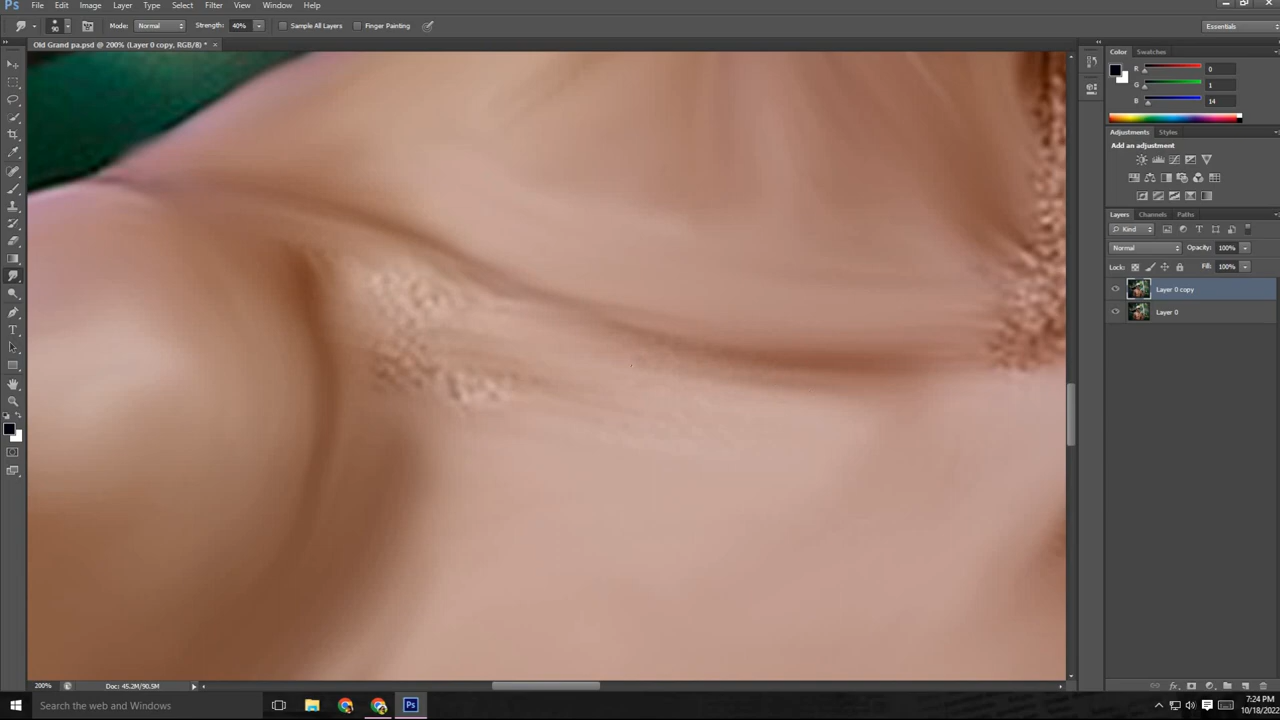 Ps File Edit Image Layer Type Select Filter 3D View Window Help
90 Mode: Normal Strength: 40% Sample All Layers Finger Painting Essentials
Old Grand pa.psd @ 200% (Layer 0 copy, RGB/8) * ×
Color Swatches
R 0
G 1
B 14
Adjustments Styles
Add an adjustment
Layers Channels Paths
Kind
Normal Opacity: 100%
Lock: Fill: 100%
Layer 0 copy
Layer 0
200% Doc: 45.2M/90.5M
Search the web and Windows
Ps
7:24 PM
10/18/2022